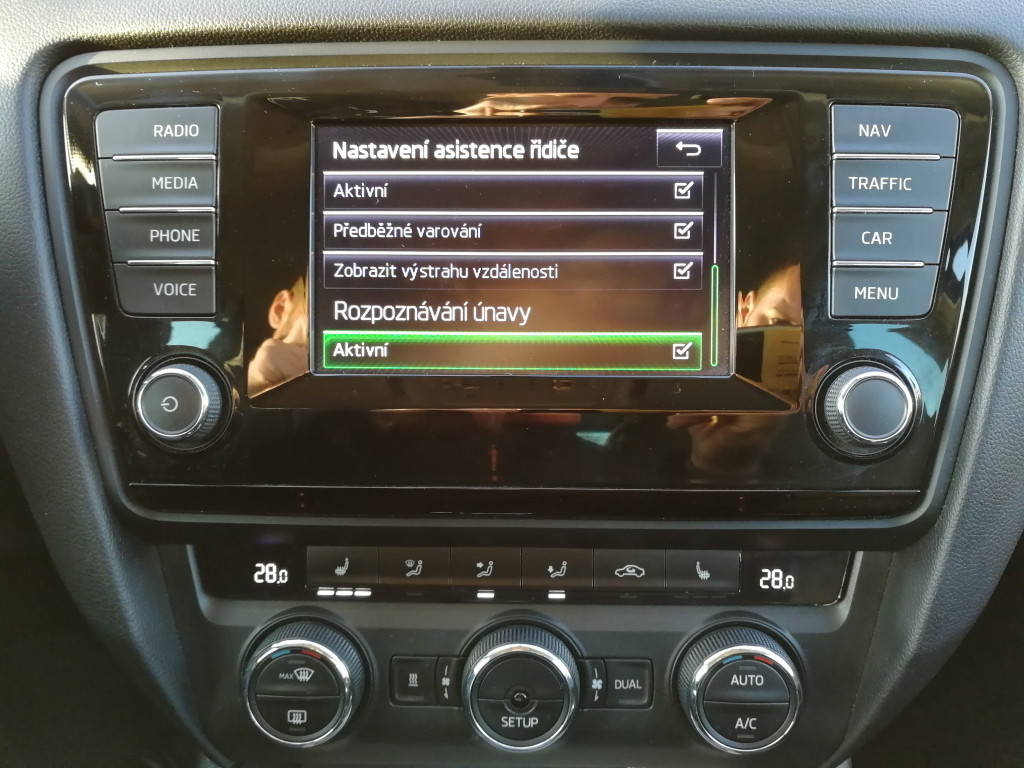 RADIO
MEDIA
PHONE
VOICE
Nastavení asistence řidiče
Aktivní
Předběžné varování
Zobrazit výstrahu vzdálenosti
Rozpoznávání únavy
Aktivní
NAV
TRAFFIC
CAR
MENU
28,0
28,0
MAX
SETUP
DUAL
AUTO
A/C